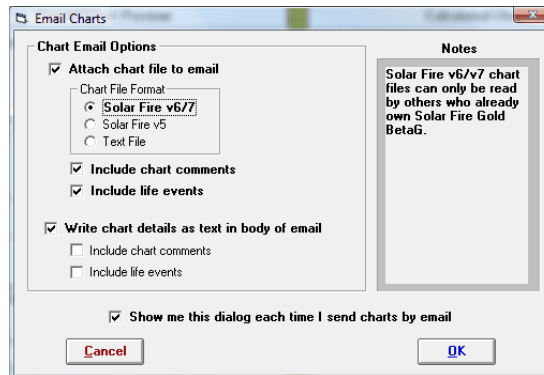 Email Charts
Chart Email Options
Attach chart file to email
Chart File Format
Solar Fire v6/7
Solar Fire v5
Text File
Include chart comments
Include life events
Write chart details as text in body of email
Include chart comments
Include life events
Notes
Solar Fire v6/v7 chart
files can only be read
by others who already
own Solar Fire Gold
BetaG.
Show me this dialog each time I send charts by email
Cancel
OK